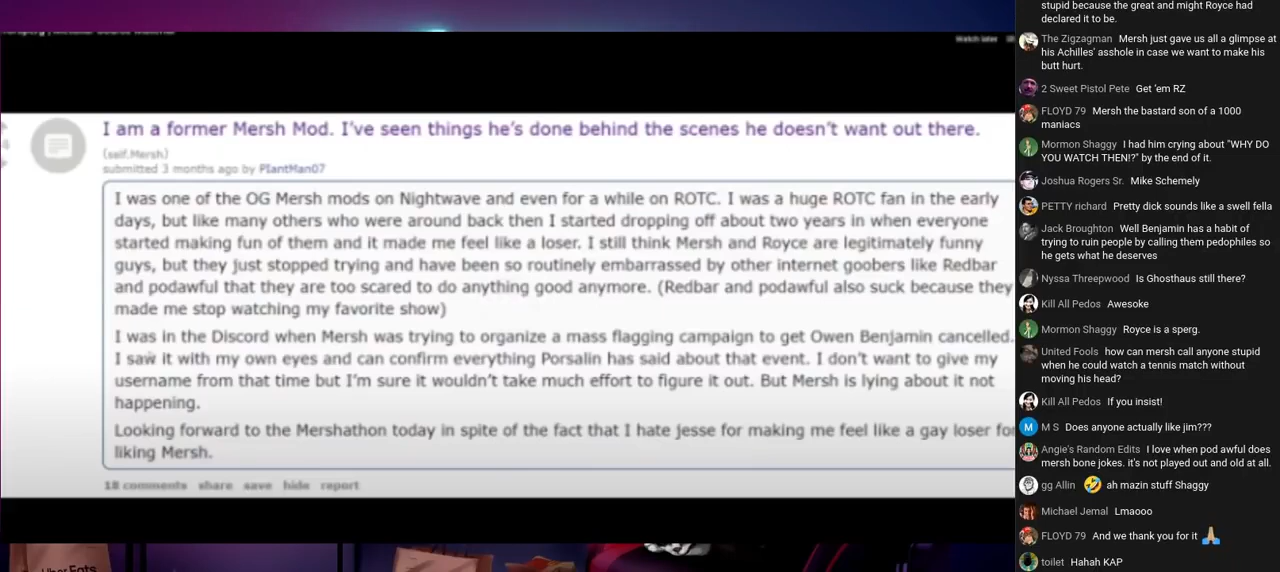 Watch later
I am a former Mersh Mod. I've seen things he's done behind the scenes he doesn't want out there.
(self.Mersh)
submitted 3 months ago by PlantMan07
I was one of the OG Mersh mods on Nightwave and even for a while on ROTC. I was a huge ROTC fan in the early
days, but like many others who were around back then I started dropping off about two years in when everyone
started making fun of them and it made me feel like a loser. I still think Mersh and Royce are legitimately funny
guys, but they just stopped trying and have been so routinely embarrassed by other internet goobers like Redbar
and podawful that they are too scared to do anything good anymore. (Redbar and podawful also suck because they
made me stop watching my favorite show)
I was in the Discord when Mersh was trying to organize a mass flagging campaign to get Owen Benjamin cancelled.
I saw it with my own eyes and can confirm everything Porsalin has said about that event. I don't want to give my
username from that time but I'm sure it wouldn't take much effort to figure it out. But Mersh is lying about it not
happening.
Looking forward to the Mershathon today in spite of the fact that I hate jesse for making me feel like a gay loser for
liking Mersh.
18 comments share save hide report
Uber Eats
stupid because the great and might Royce had
declared it to be.
The Zigzagman Mersh just gave us all a glimpse at
his Achilles' asshole in case we want to make his
butt hurt.
2 Sweet Pistol Pete Get 'em RZ
FLOYD 79 Mersh the bastard son of a 1000
maniacs
Mormon Shaggy I had him crying about "WHY DO
YOU WATCH THEN!?" by the end of it.
Joshua Rogers Sr. Mike Schemely
PETTY richard Pretty dick sounds like a swell fella
Jack Broughton Well Benjamin has a habit of
trying to ruin people by calling them pedophiles so
he gets what he deserves
Nyssa Threepwood Is Ghosthaus still there?
Kill All Pedos Awesoke
Mormon Shaggy Royce is a sperg.
United Fools how can mersh call anyone stupid
when he could watch a tennis match without
moving his head?
Kill All Pedos If you insist!
M M S Does anyone actually like jim???
Angie's Random Edits I love when pod awful does
mersh bone jokes. it's not played out and old at all.
gg Allin 🤣 ah mazin stuff Shaggy
Michael Jemal Lmaooo
FLOYD 79 And we thank you for it 🙏
toilet Hahah KAP